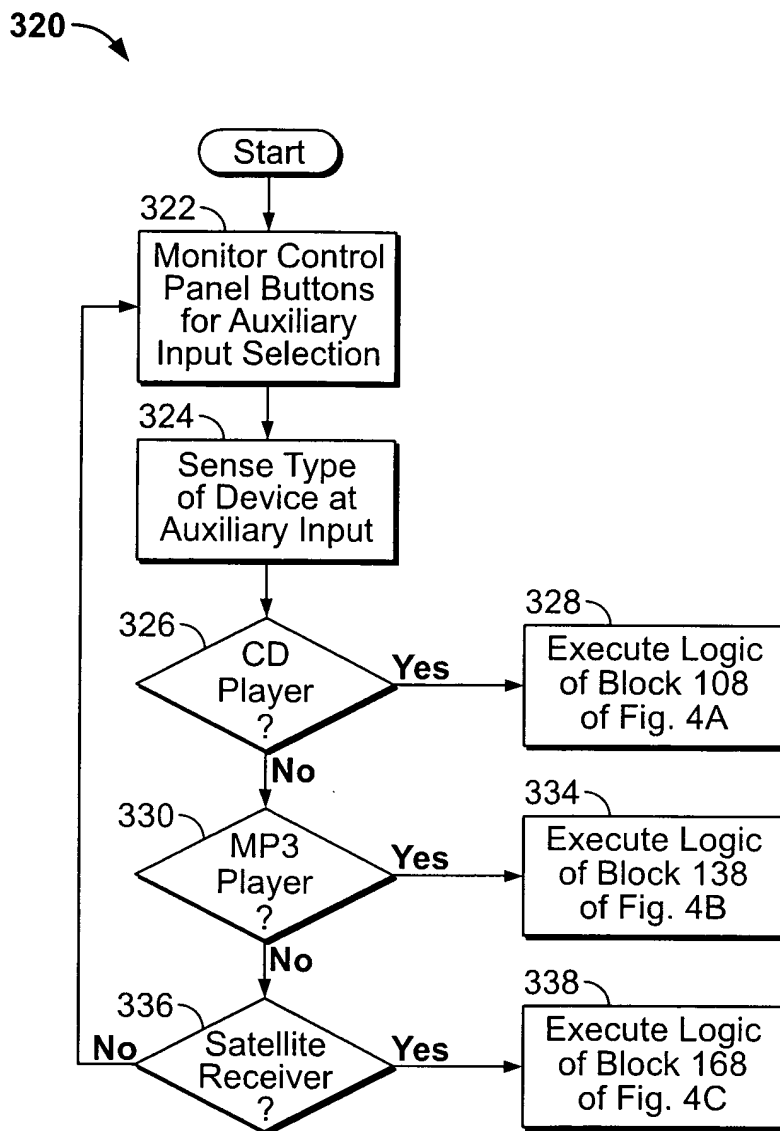 320
Start
322
Monitor Control
Panel Buttons
for Auxiliary
Input Selection
324
Sense Type
of Device at
Auxiliary Input
326
CD
Player
?
Yes
328
Execute Logic
of Block 108
of Fig. 4A
No
330
MP3
Player
?
Yes
334
Execute Logic
of Block 138
of Fig. 4B
No
336
Satellite
Receiver
?
No
Yes
338
Execute Logic
of Block 168
of Fig. 4C